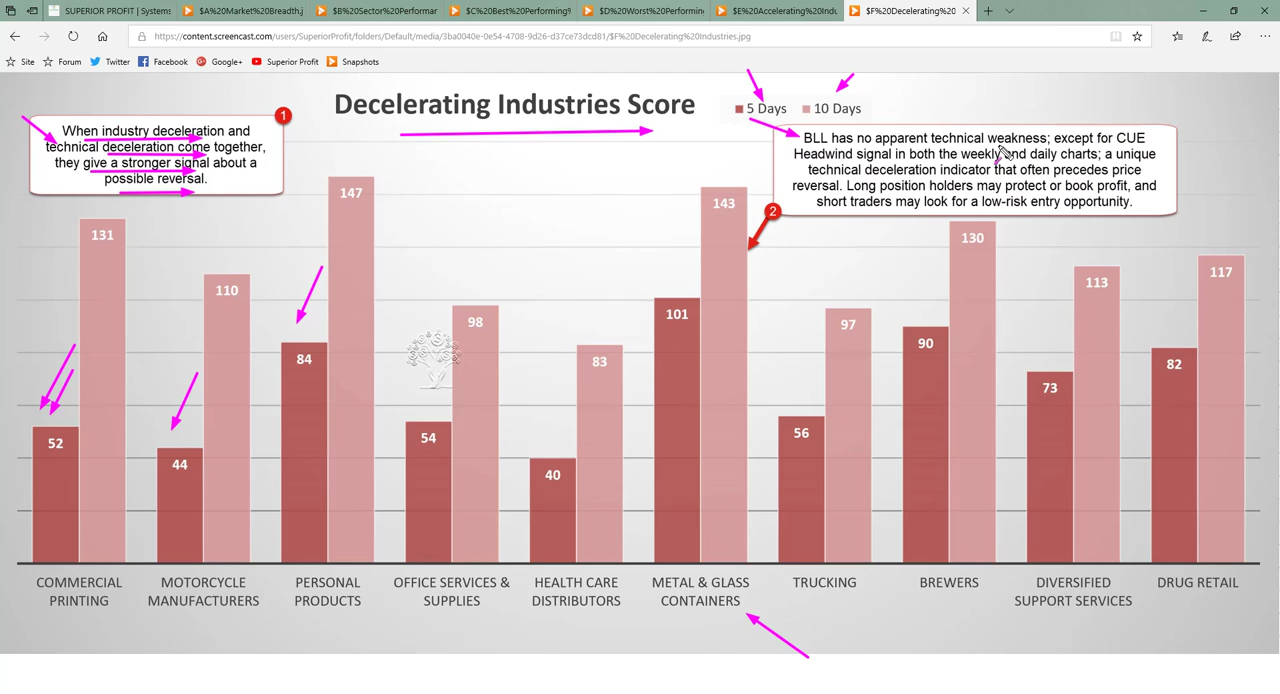 SUPERIOR PROFIT | Systems
$A%20Market%20Breadth.j
$B%20Sector%20Performar
$C%20Best%20Performing%
$D%20Worst%20Performin
$E%20Accelerating%20Indu
$F%20Decelerating%20
https://content.screencast.com/users/SuperiorProfit/folders/Default/media/3ba0040e-0e54-4708-9d26-d37ce73dcd81/$F%20Decelerating%20Industries.jpg
Site
Forum
Twitter
Facebook
Google+
Superior Profit
Snapshots
Decelerating Industries Score
5 Days
10 Days
1
When industry deceleration and
technical deceleration come together,
they give a stronger signal about a
possible reversal.
BLL has no apparent technical weakness; except for CUE
Headwind signal in both the weekly and daily charts; a unique
technical deceleration indicator that often precedes price
reversal. Long position holders may protect or book profit, and
short traders may look for a low-risk entry opportunity.
2
52
131
44
110
84
147
54
98
40
83
101
143
56
97
90
130
73
113
82
117
COMMERCIAL
PRINTING
MOTORCYCLE
MANUFACTURERS
PERSONAL
PRODUCTS
OFFICE SERVICES &
SUPPLIES
HEALTH CARE
DISTRIBUTORS
METAL & GLASS
CONTAINERS
TRUCKING
BREWERS
DIVERSIFIED
SUPPORT SERVICES
DRUG RETAIL